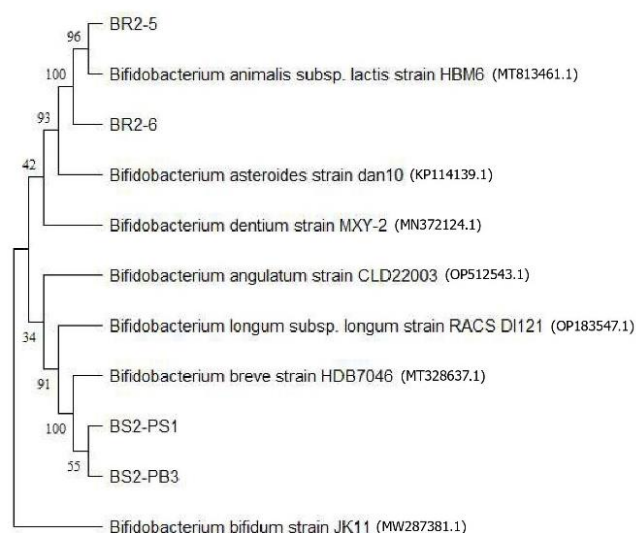 BR2-5
96
Bifidobacterium animalis subsp. lactis strain HBM6 (MT813461.1)
100
BR2-6
93
Bifidobacterium asteroides strain dan10 (KP114139.1)
42
Bifidobacterium dentium strain MXY-2 (MN372124.1)
Bifidobacterium angulatum strain CLD22003 (OP512543.1)
34
Bifidobacterium longum subsp. longum strain RACS DI121 (OP183547.1)
91
Bifidobacterium breve strain HDB7046 (MT328637.1)
100
BS2-PS1
55
BS2-PB3
Bifidobacterium bifidum strain JK11 (MW287381.1)